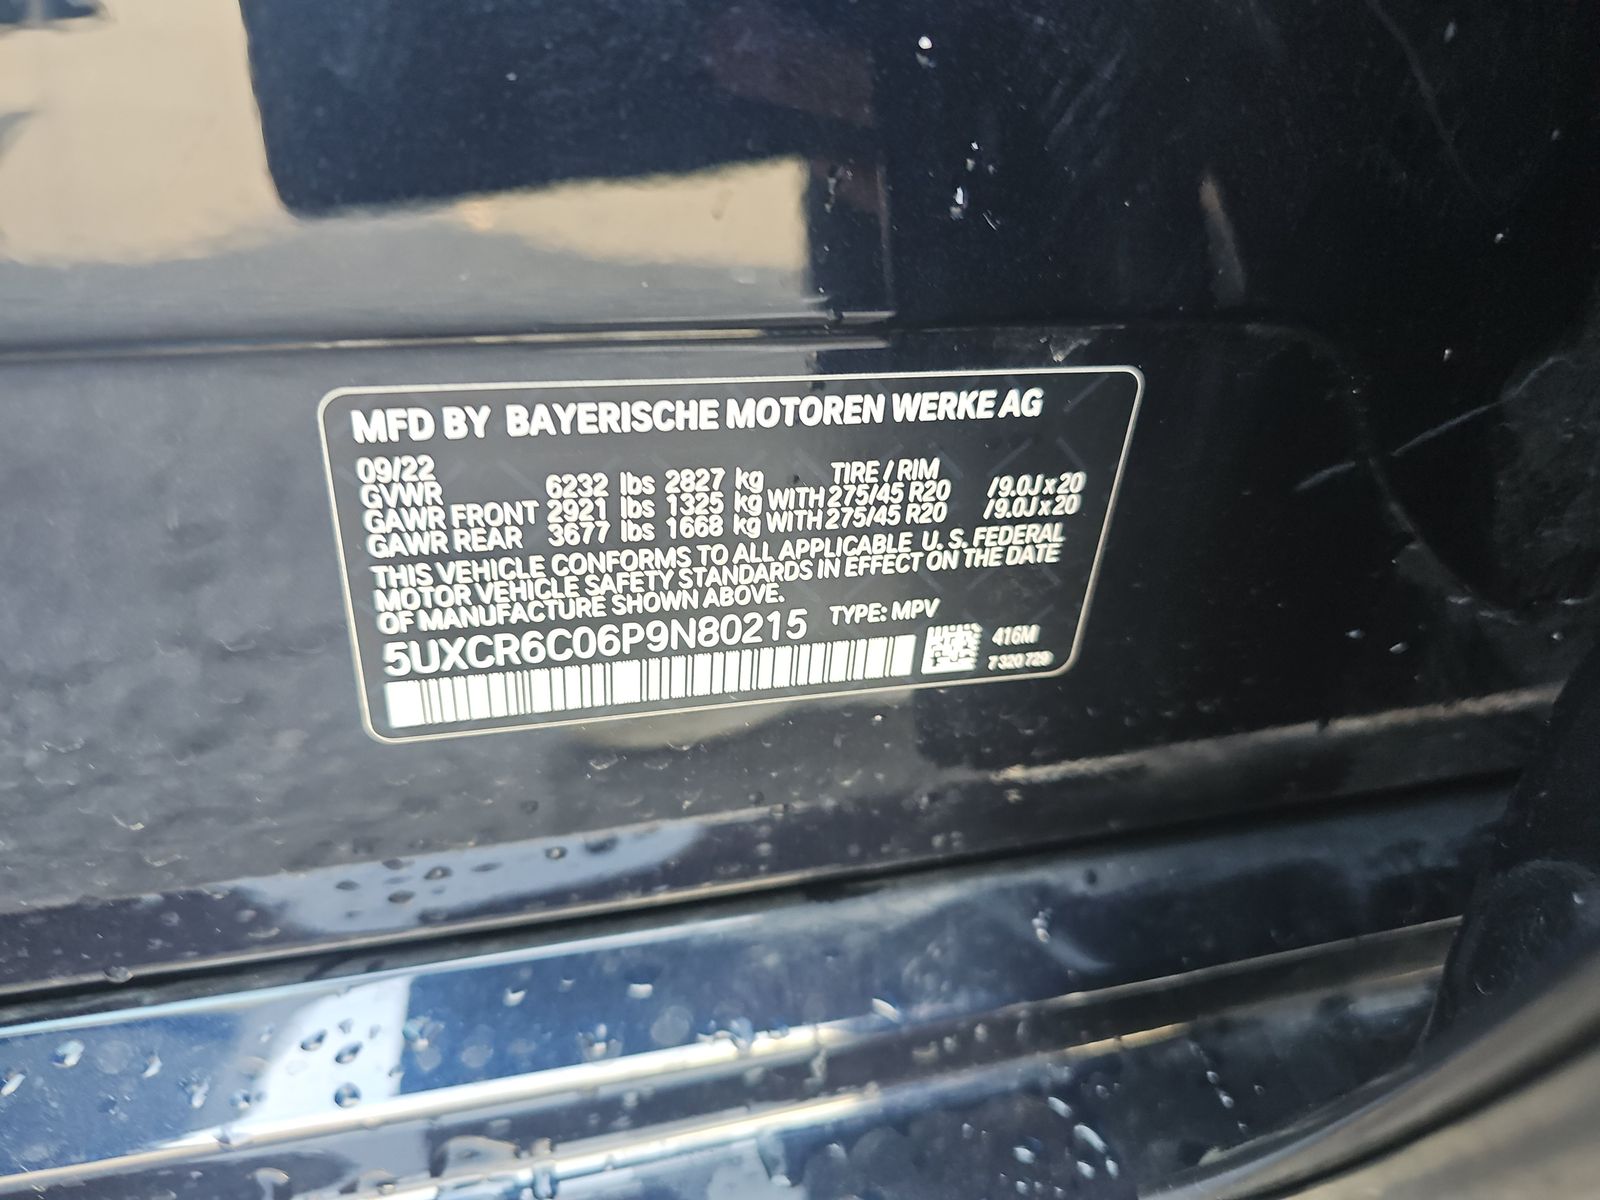 MFD BY BAYERISCHE MOTOREN WERKE AG
09/22 TIRE / RIM
GVWR 6232 lbs 2827 kg
GAWR FRONT 2921 lbs 1325 kg WITH 275/45 R20 /9.0J x 20
GAWR REAR 3677 lbs 1668 kg WITH 275/45 R20 /9.0J x 20
THIS VEHICLE CONFORMS TO ALL APPLICABLE U. S. FEDERAL
MOTOR VEHICLE SAFETY STANDARDS IN EFFECT ON THE DATE
OF MANUFACTURE SHOWN ABOVE.
5UXCR6C06P9N80215 TYPE: MPV
416M
7 320 729